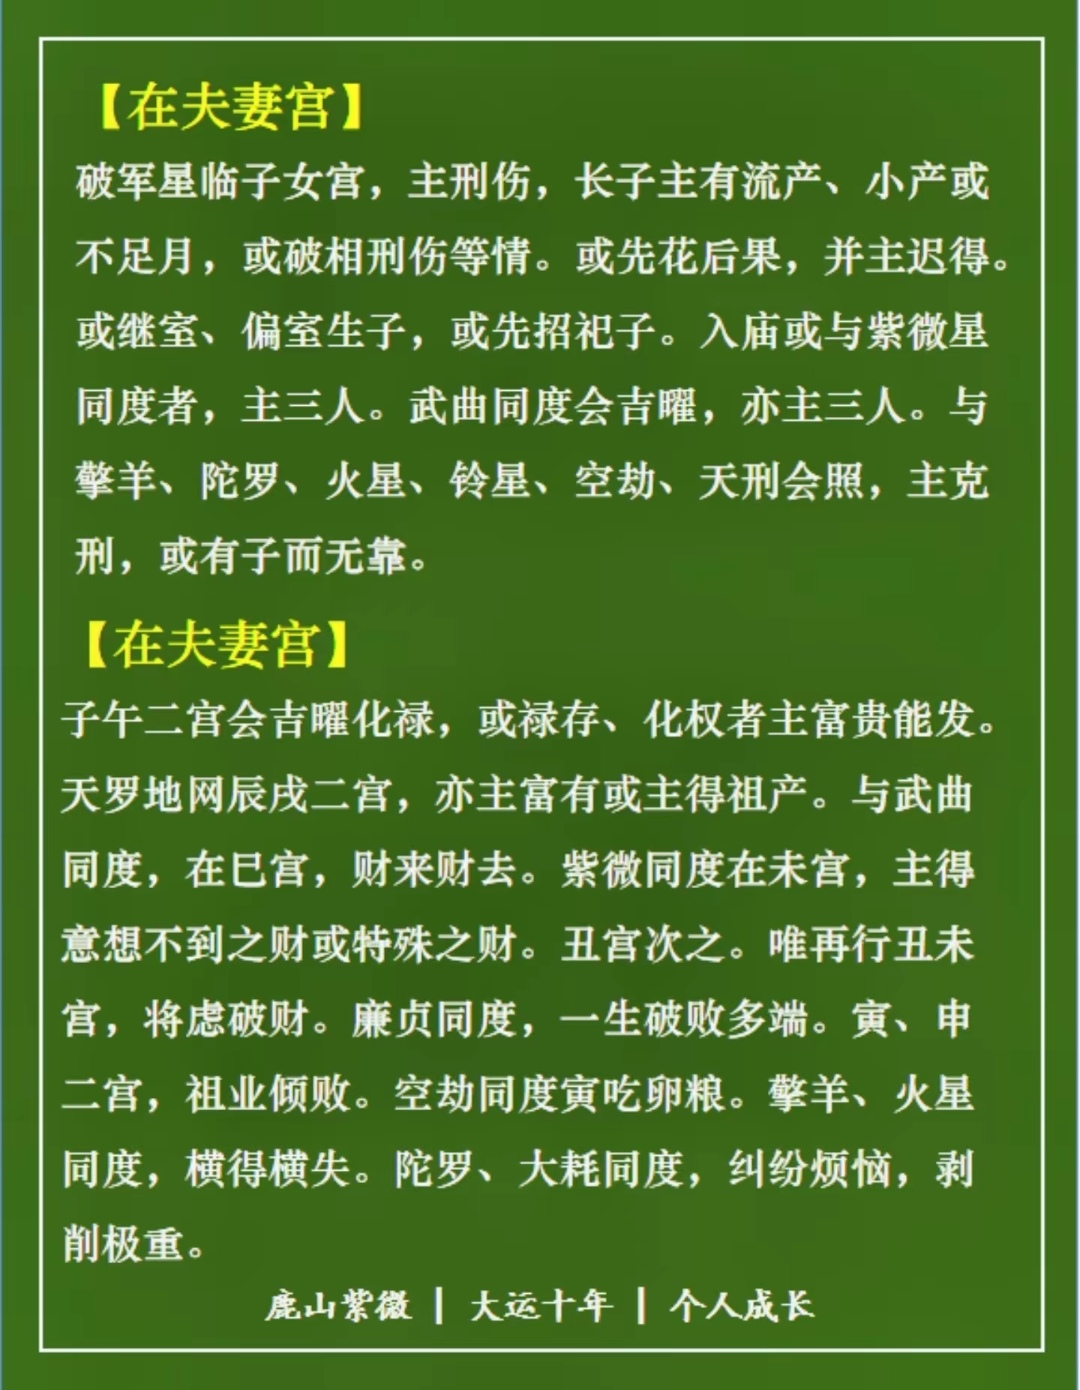 【在夫妻宫】
破军星临子女宫，主刑伤，长子主有流产、小产或
不足月，或破相刑伤等情。或先花后果，并主迟得。
或继室、偏室生子，或先招祀子。入庙或与紫微星
同度者，主三人。武曲同度会吉曜，亦主三人。与
擎羊、陀罗、火星、铃星、空劫、天刑会照，主克
刑，或有子而无靠。
【在夫妻宫】
子午二宫会吉曜化禄，或禄存、化权者主富贵能发。
天罗地网辰戌二宫，亦主富有或主得祖产。与武曲
同度，在巳宫，财来财去。紫微同度在未宫，主得
意想不到之财或特殊之财。丑宫次之。唯再行丑未
宫，将虑破财。廉贞同度，一生破败多端。寅、申
二宫，祖业倾败。空劫同度寅吃卵粮。擎羊、火星
同度，横得横失。陀罗、大耗同度，纠纷烦恼，剥
削极重。
鹿山紫微 | 大运十年 | 个人成长